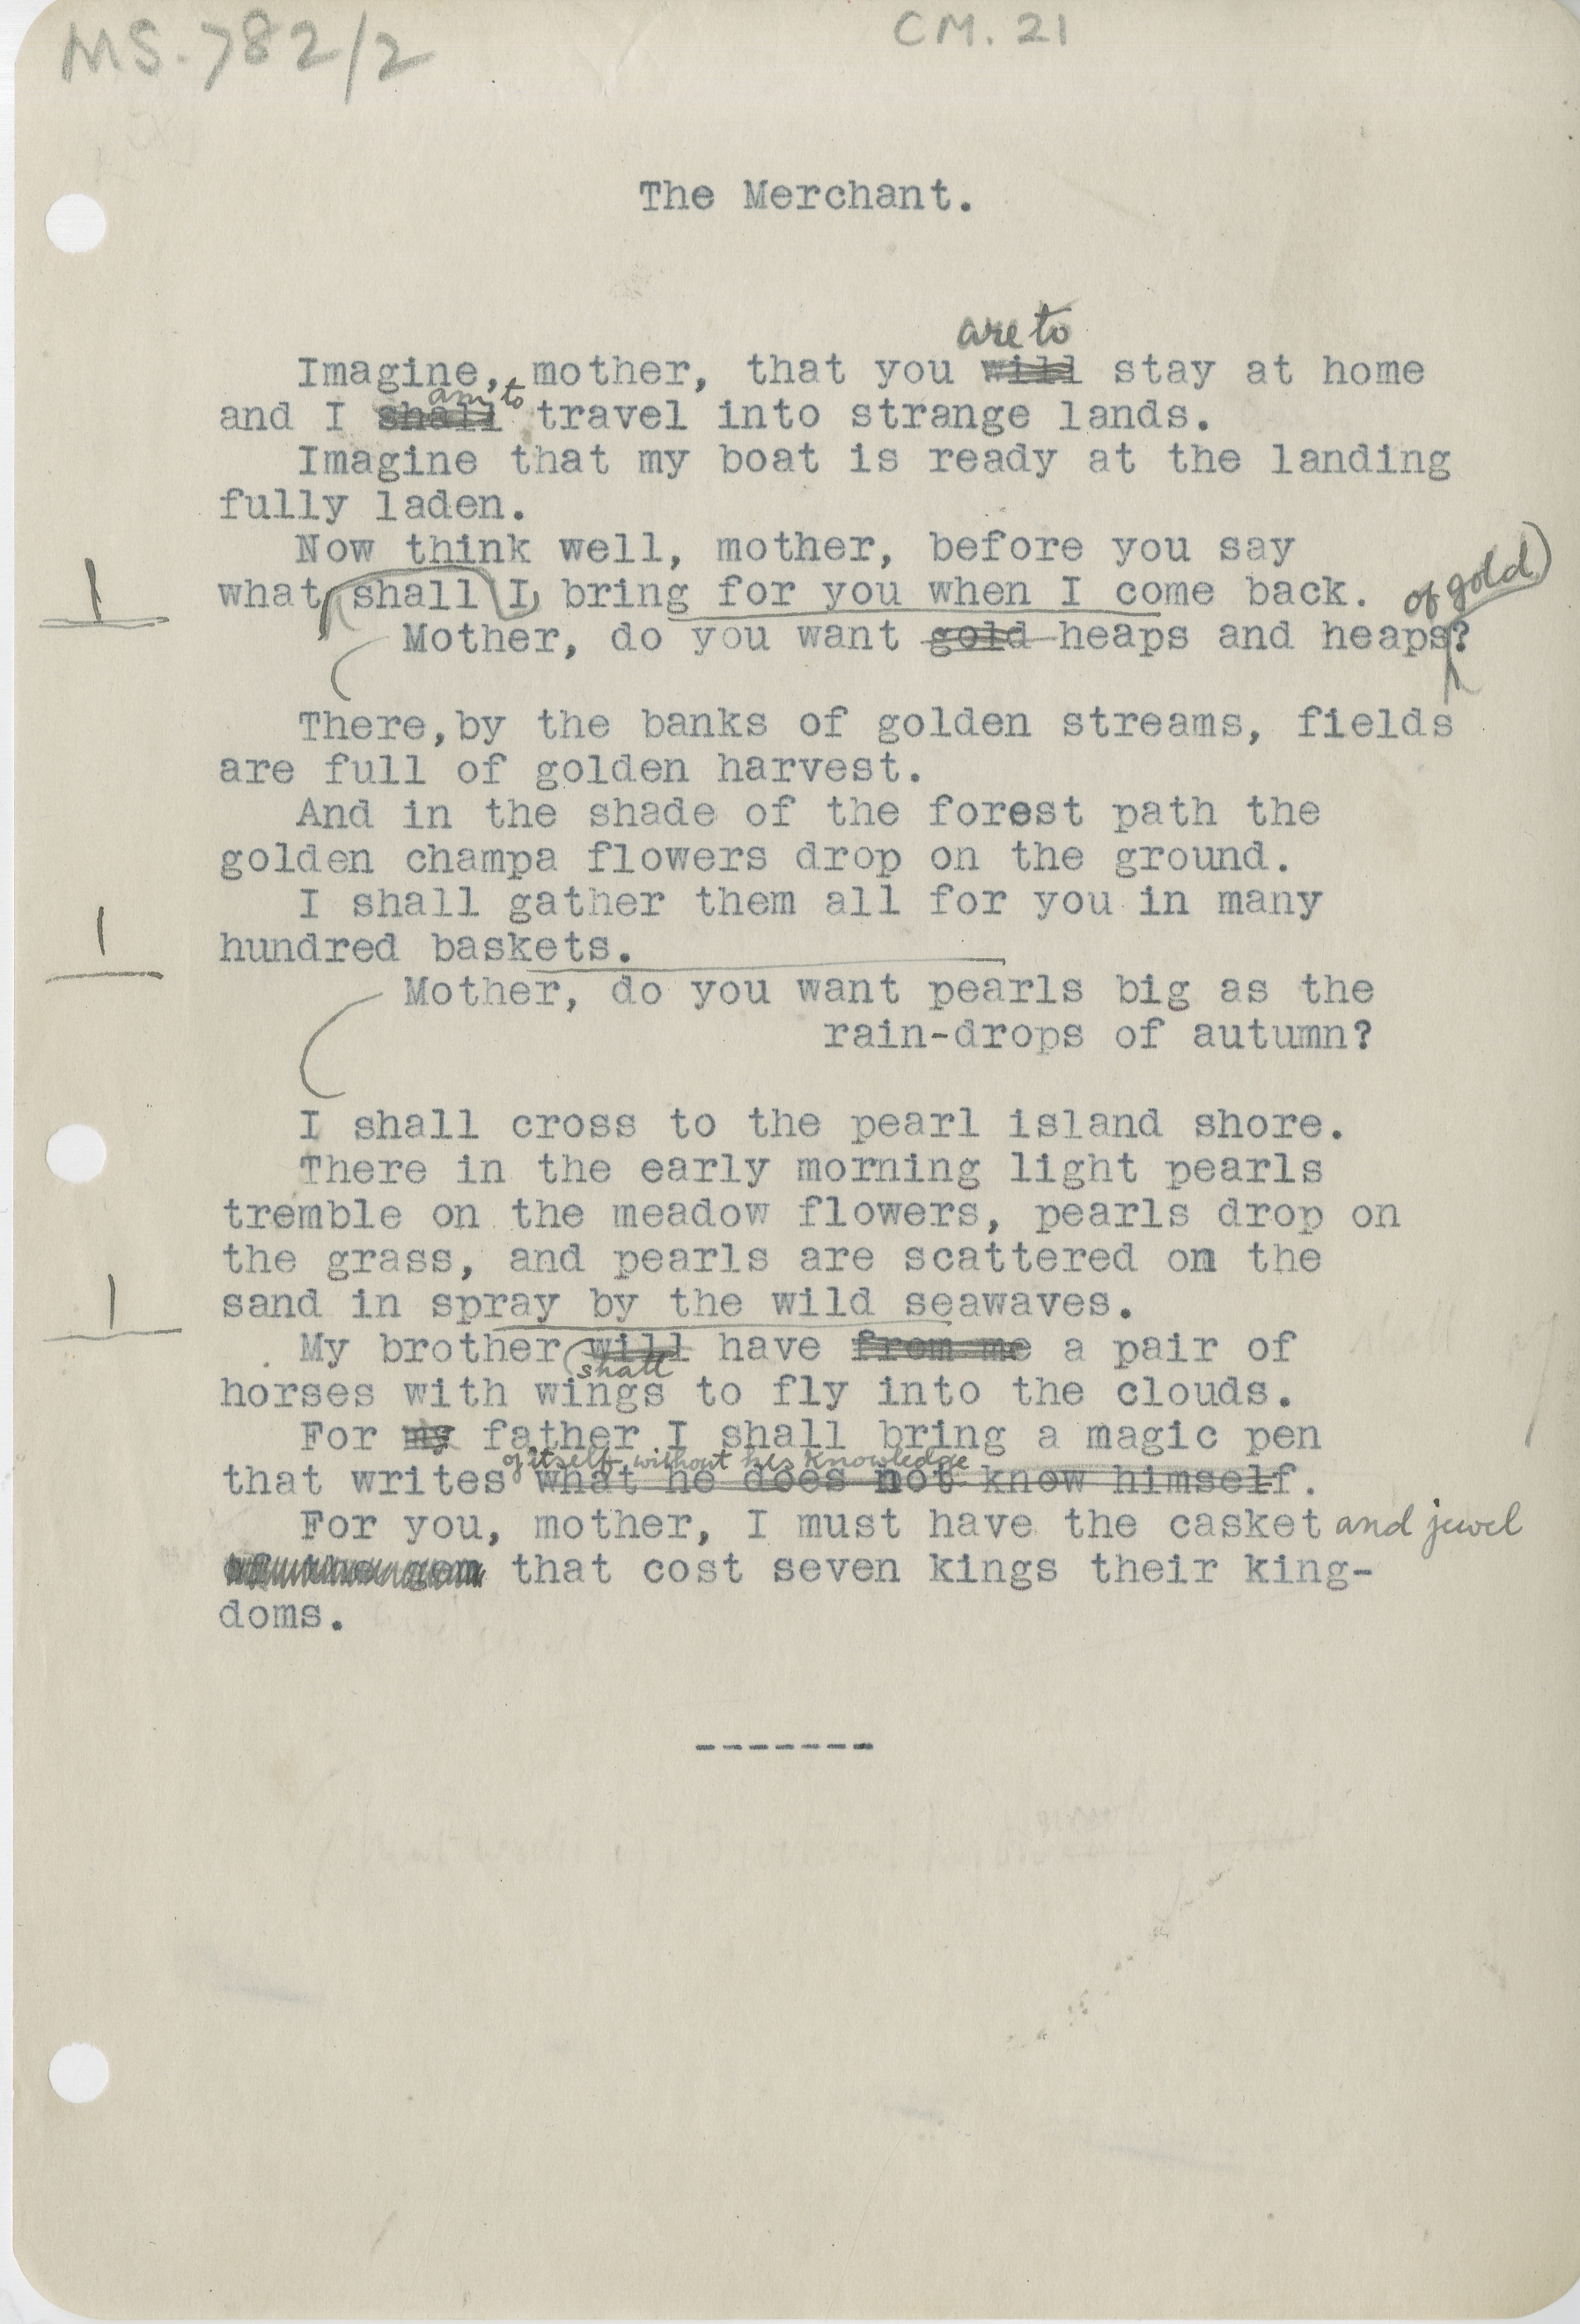 MS. 782/2
CM. 21
The Merchant.
are to
Imagine, mother, that you will stay at home
am to
and I shall travel into strange lands.
Imagine that my boat is ready at the landing
fully laden.
Now think well, mother, before you say
what shall I bring for you when I come back.
of gold
Mother, do you want gold heaps and heaps?
There, by the banks of golden streams, fields
are full of golden harvest.
And in the shade of the forest path the
golden champa flowers drop on the ground.
I shall gather them all for you in many
hundred baskets.
Mother, do you want pearls big as the
rain-drops of autumn?
I shall cross to the pearl island shore.
There in the early morning light pearls
tremble on the meadow flowers, pearls drop on
the grass, and pearls are scattered on the
sand in spray by the wild seawaves.
My brother will have from me a pair of
shall
horses with wings to fly into the clouds.
For my father I shall bring a magic pen
of itself without his knowledge
that writes what he does not know himself.
For you, mother, I must have the casket and jewel
gem that cost seven kings their king-
doms.
-------